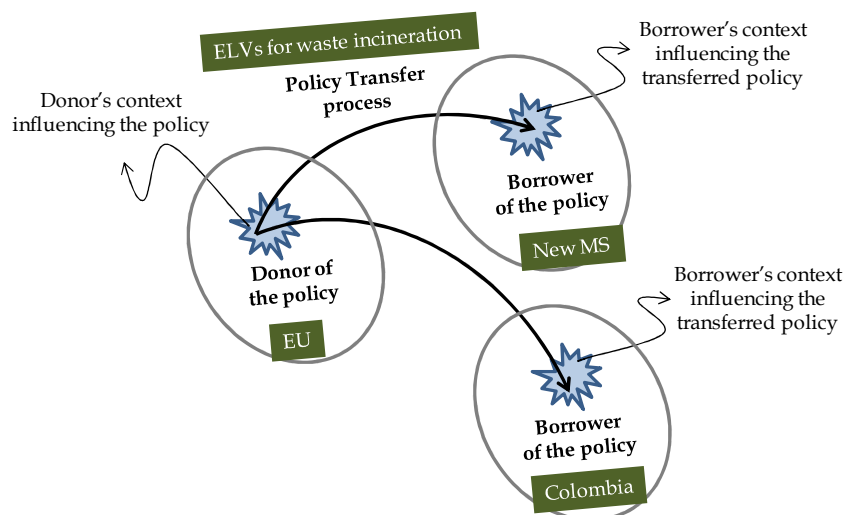 ELVs for waste incineration
Policy Transfer
process
Borrower’s context
influencing the
transferred policy
Donor’s context
influencing the policy
Borrower
of the policy
New MS
Donor of
the policy
EU
Borrower’s context
influencing the
transferred policy
Borrower
of the policy
Colombia